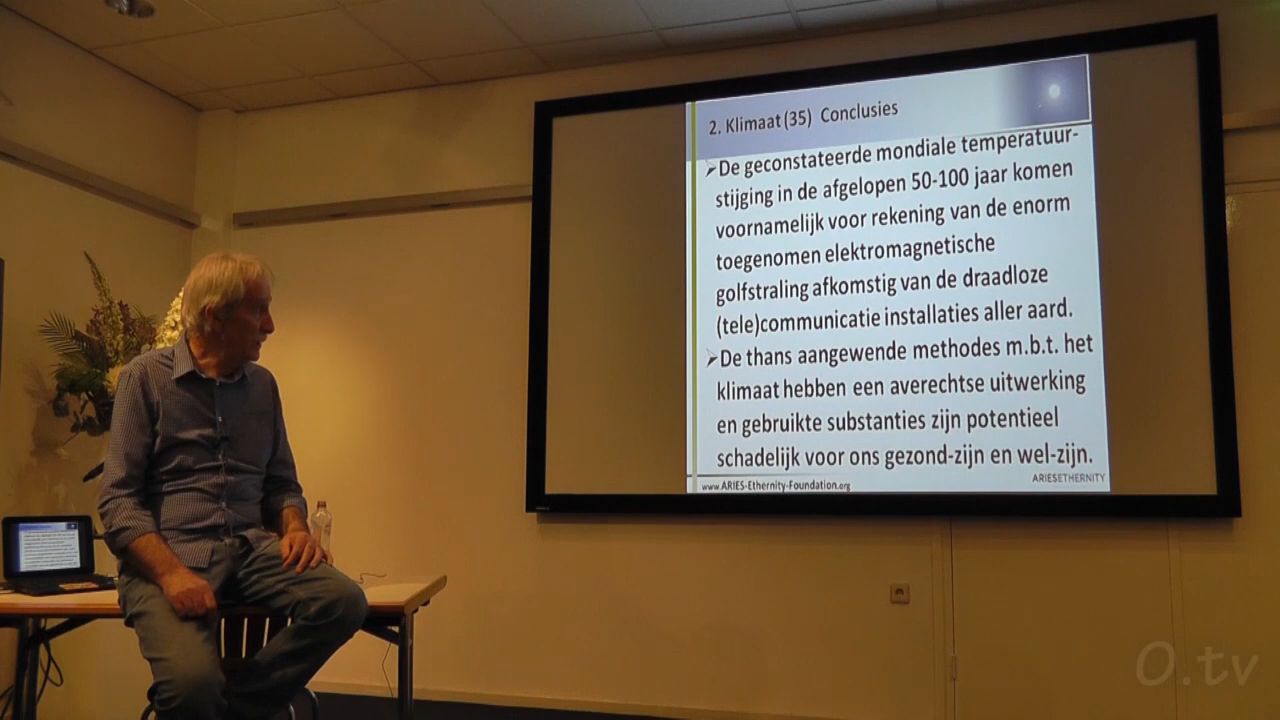 2. Klimaat (35) Conclusies
➢De geconstateerde mondiale temperatuur-
stijging in de afgelopen 50-100 jaar komen
voornamelijk voor rekening van de enorm
toegenomen elektromagnetische
golfstraling afkomstig van de draadloze
(tele)communicatie installaties aller aard.
➢De thans aangewende methodes m.b.t. het
klimaat hebben een averechtse uitwerking
en gebruikte substanties zijn potentieel
schadelijk voor ons gezond-zijn en wel-zijn.
www.ARIES-Ethernity-Foundation.org
ARIESETHERNITY
O.tv